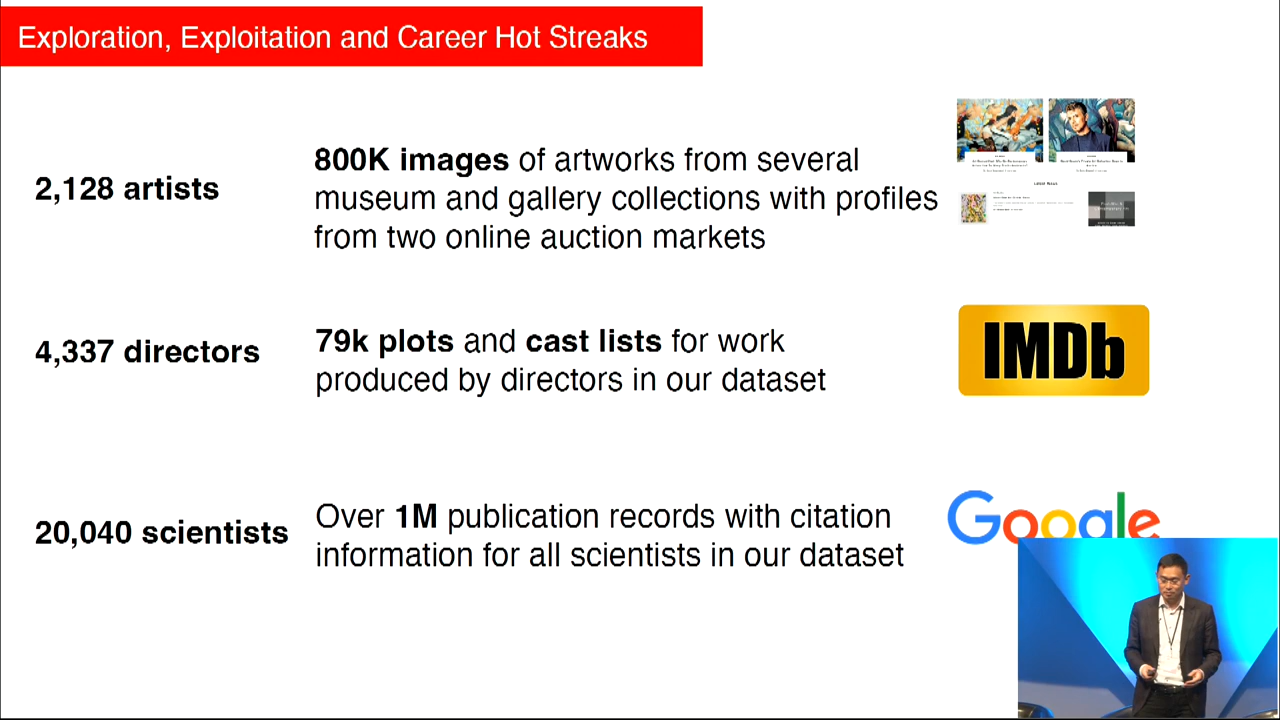 Exploration, Exploitation and Career Hot Streaks
2,128 artists
800K images of artworks from several
museum and gallery collections with profiles
from two online auction markets
Latest News
4,337 directors
79k plots and cast lists for work
produced by directors in our dataset
IMDb
20,040 scientists
Over 1M publication records with citation
information for all scientists in our dataset
Google